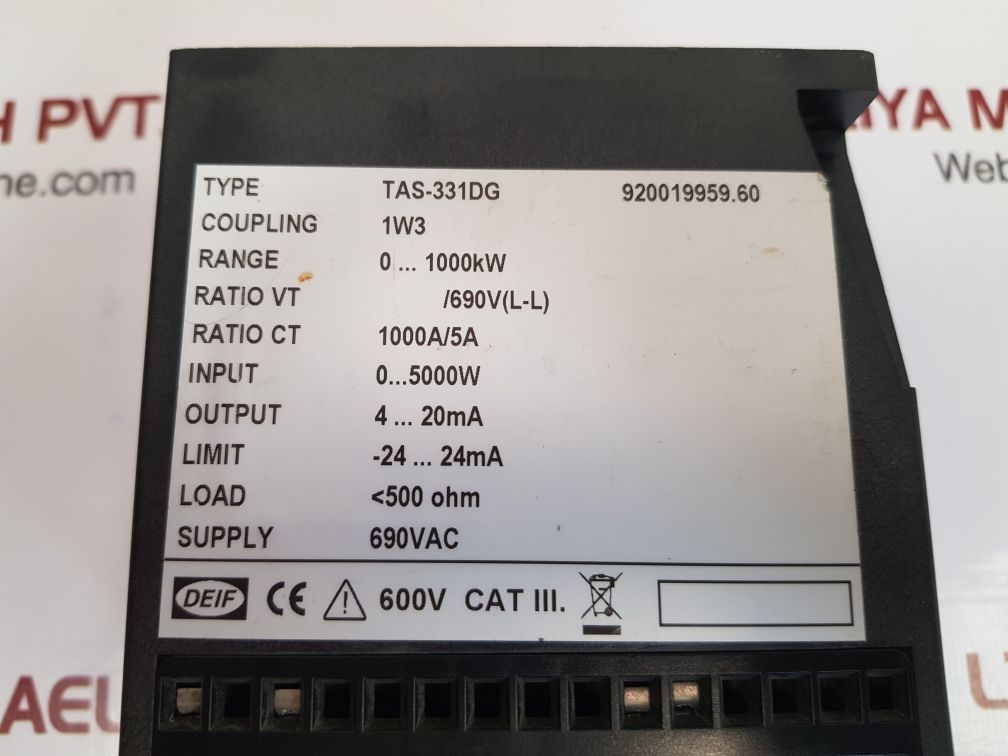 H PVT.
ne.com
IYA M
Web
TYPE TAS-331DG 920019959.60
COUPLING 1W3
RANGE 0 ... 1000kW
RATIO VT /690V(L-L)
RATIO CT 1000A/5A
INPUT 0...5000W
OUTPUT 4 ... 20mA
LIMIT -24 ... 24mA
LOAD <500 ohm
SUPPLY 690VAC
DEIF CE 600V CAT III.
AEL